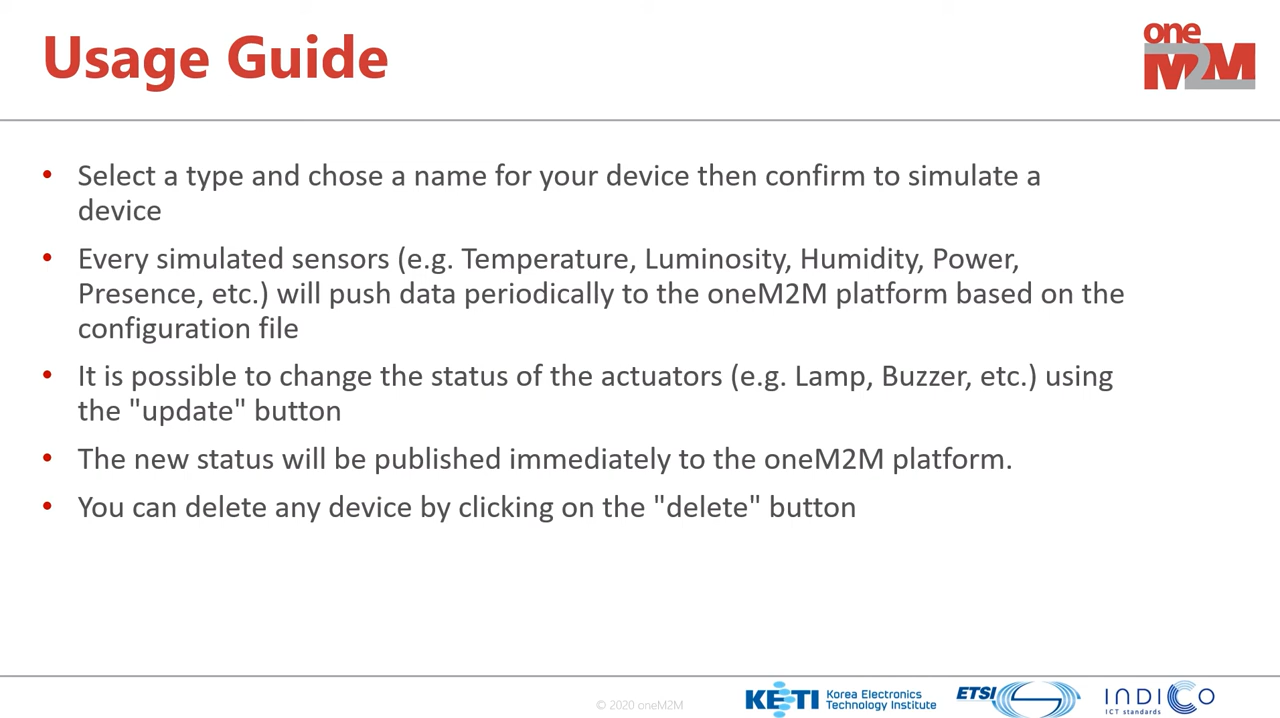 Usage Guide
one
M2M
• Select a type and chose a name for your device then confirm to simulate a
device
• Every simulated sensors (e.g. Temperature, Luminosity, Humidity, Power,
Presence, etc.) will push data periodically to the oneM2M platform based on the
configuration file
• It is possible to change the status of the actuators (e.g. Lamp, Buzzer, etc.) using
the "update" button
• The new status will be published immediately to the oneM2M platform.
• You can delete any device by clicking on the "delete" button
© 2020 oneM2M
KETI Korea Electronics
Technology Institute
ETSI
INDICO
ICT standards